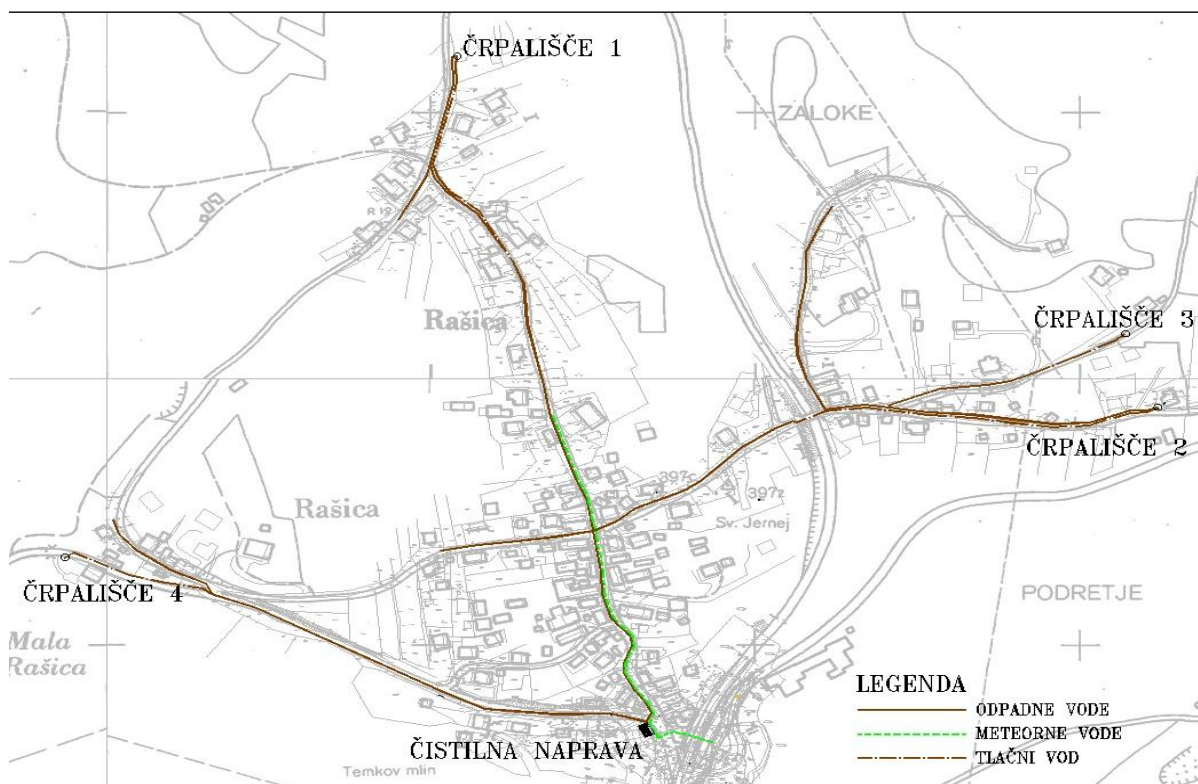 ČRPALIŠČE 1
ZALOKE
R 12
Rašica
ČRPALIŠČE 3
ČRPALIŠČE 2
397c
397z
Rašica
Sv. Jernej
ČRPALIŠČE 4
PODRETJE
Mala
Rašica
LEGENDA
ODPADNE VODE
METEORNE VODE
TLAČNI VOD
ČISTILNA NAPRAVA
Temkov mlin